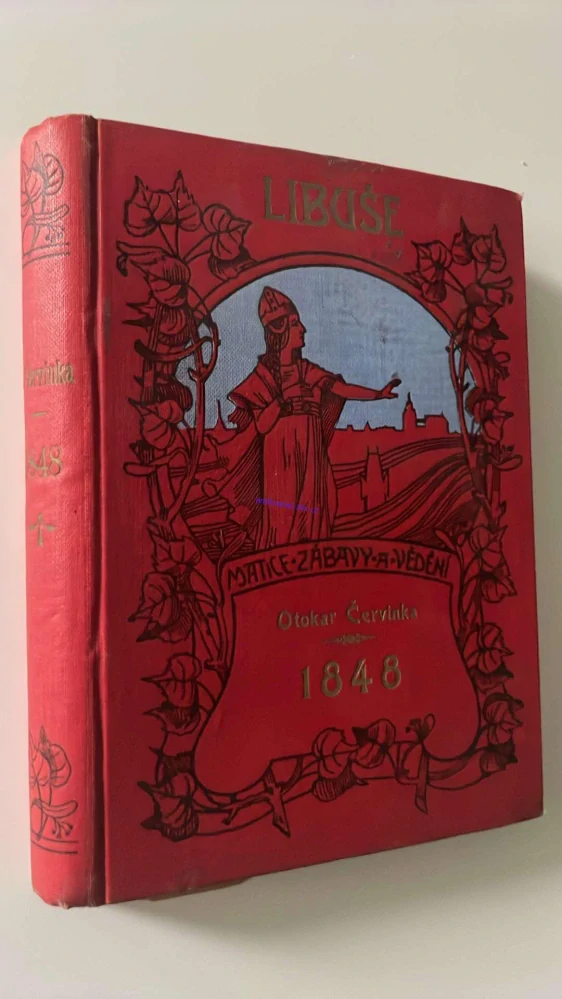 LIBUŠE
MATICE·ZÁBAVY·A·VĚDĚNÍ
Otokar Červinka
1848
Červinka
1848